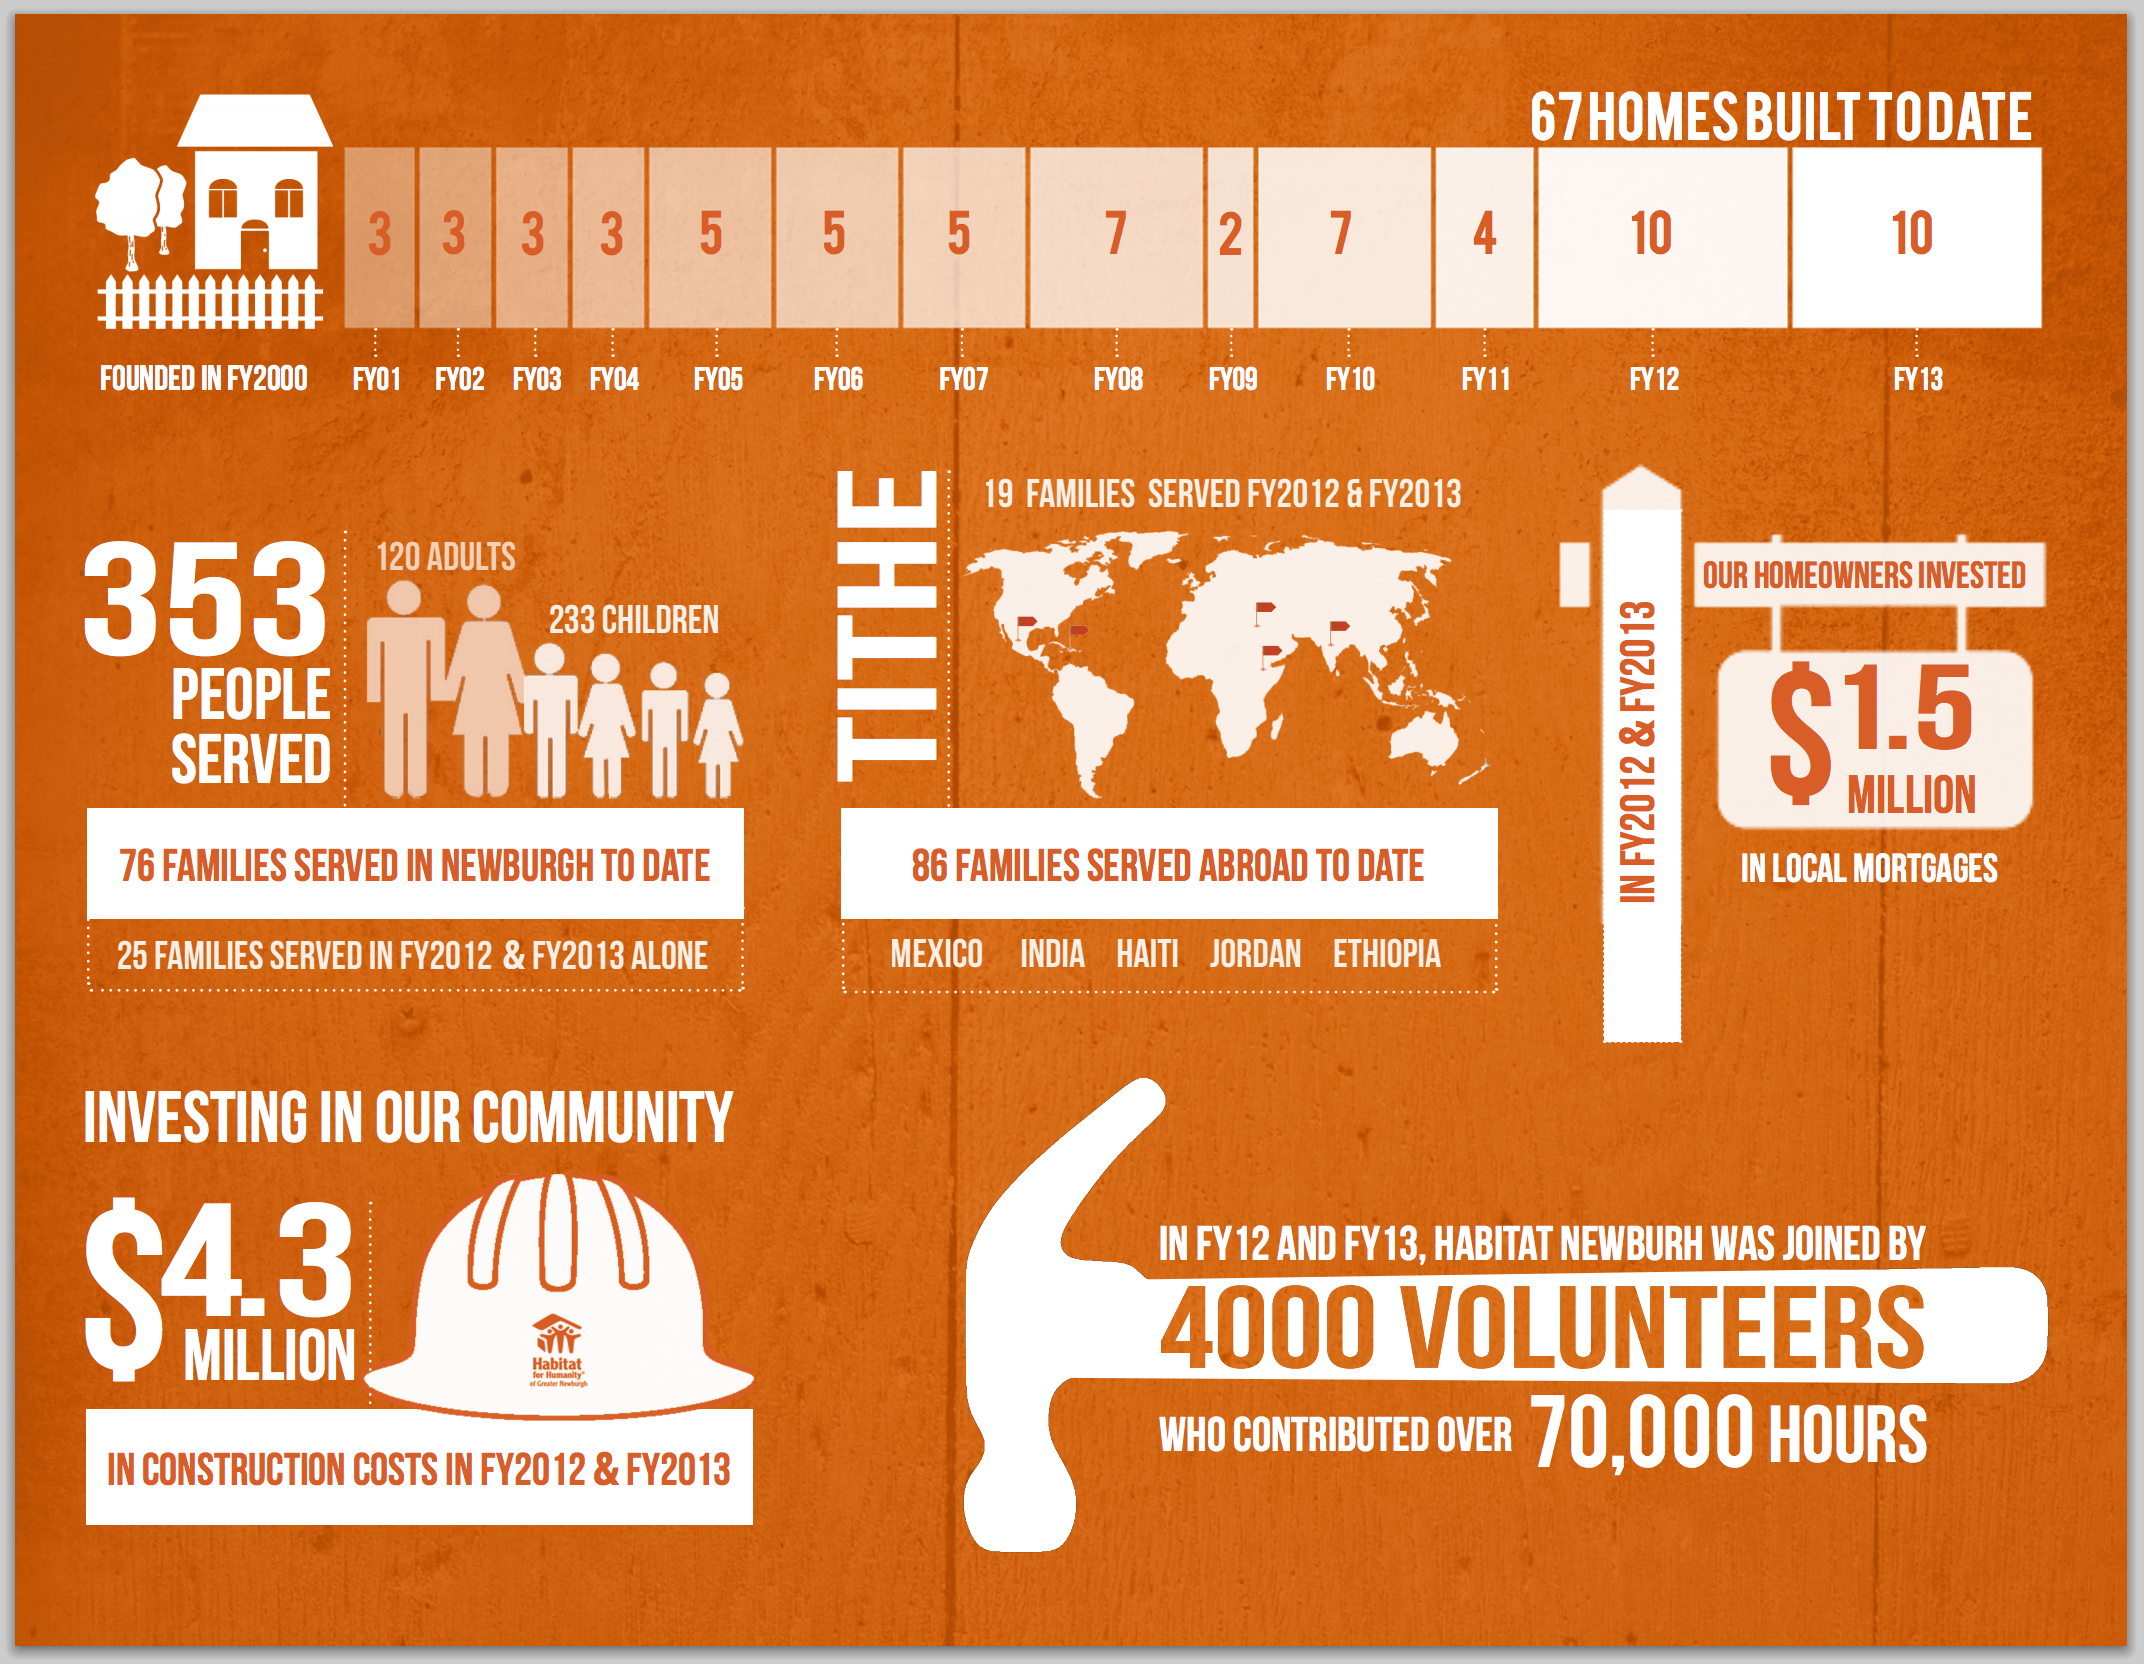 67 HOMES BUILT TO DATE
3 3 3 3 5 5 5 7 2 7 4 10 10
FOUNDED IN FY2000 FY01 FY02 FY03 FY04 FY05 FY06 FY07 FY08 FY09 FY10 FY11 FY12 FY13
353
PEOPLE
SERVED
120 ADULTS
233 CHILDREN
76 FAMILIES SERVED IN NEWBURGH TO DATE
25 FAMILIES SERVED IN FY2012 & FY2013 ALONE
TITHE
19 FAMILIES SERVED FY2012 & FY2013
86 FAMILIES SERVED ABROAD TO DATE
MEXICO INDIA HAITI JORDAN ETHIOPIA
IN FY2012 & FY2013
OUR HOMEOWNERS INVESTED
$1.5
MILLION
IN LOCAL MORTGAGES
INVESTING IN OUR COMMUNITY
$4.3
MILLION
Habitat
for Humanity®
of Greater Newburgh
IN CONSTRUCTION COSTS IN FY2012 & FY2013
IN FY12 AND FY13, HABITAT NEWBURH WAS JOINED BY
4000 VOLUNTEERS
WHO CONTRIBUTED OVER 70,000 HOURS